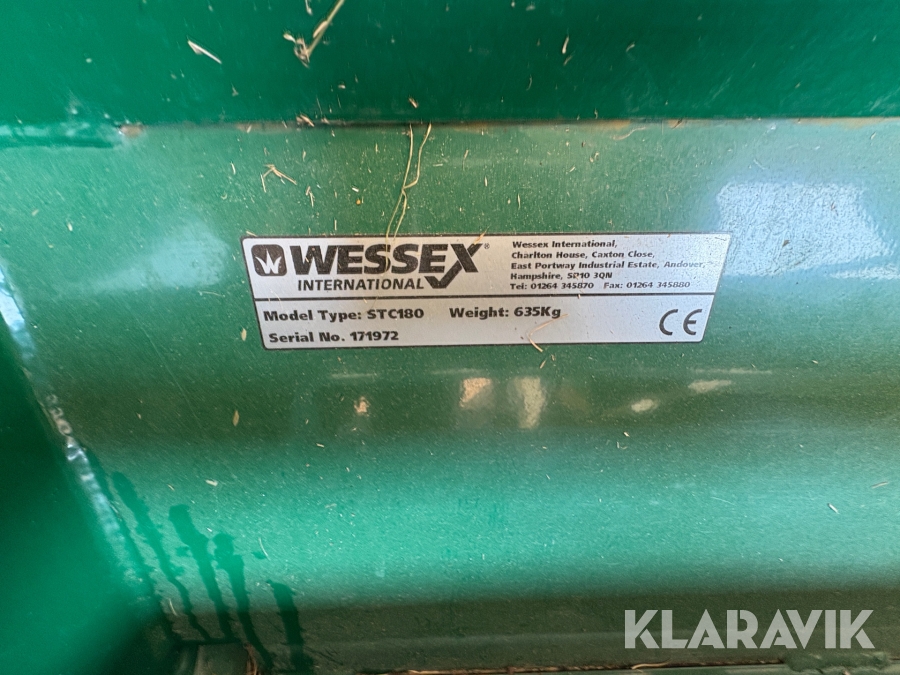 WESSEX®
INTERNATIONAL
Wessex International,
Charlton House, Caxton Close,
East Portway Industrial Estate, Andover,
Hampshire, SP10 3QN
Tel: 01264 345870 Fax: 01264 345880
Model Type: STC180 Weight: 635Kg
Serial No. 171972
CE
KLARAVIK